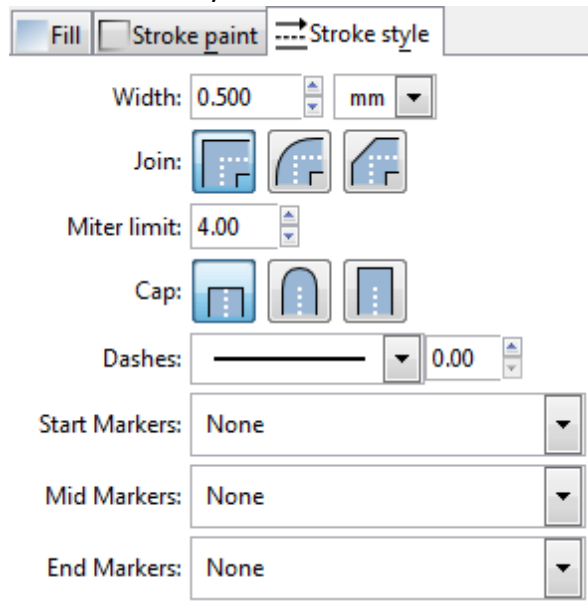 Fill Stroke paint Stroke style
Width: 0.500 mm
Join:
Miter limit: 4.00
Cap:
Dashes: 0.00
Start Markers: None
Mid Markers: None
End Markers: None